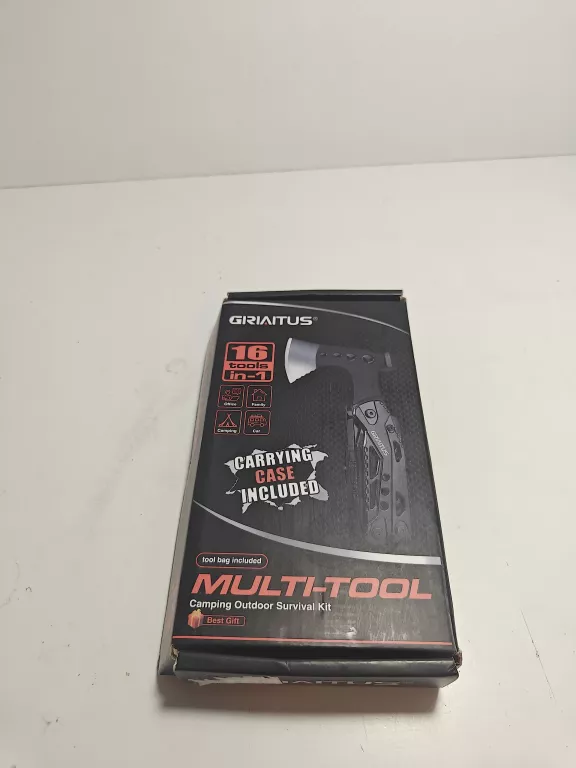 GRIAITUS®
16
tools
in-1
Office
Family
Camping
Car
GRIAITUS
CARRYING
CASE
INCLUDED
tool bag included
MULTI-TOOL
Camping Outdoor Survival Kit
Best Gift